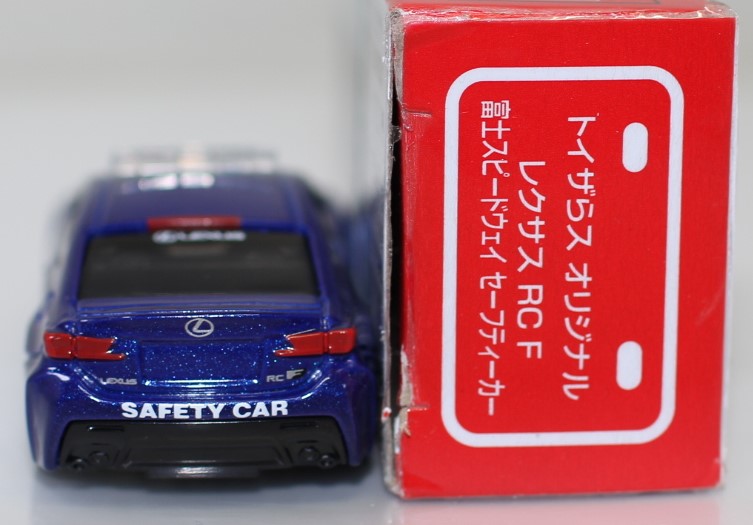 LEXUS
LEXUS
RC F
SAFETY CAR
トイザらス オリジナル
レクサス RC F
富士スピードウェイ セーフティーカー